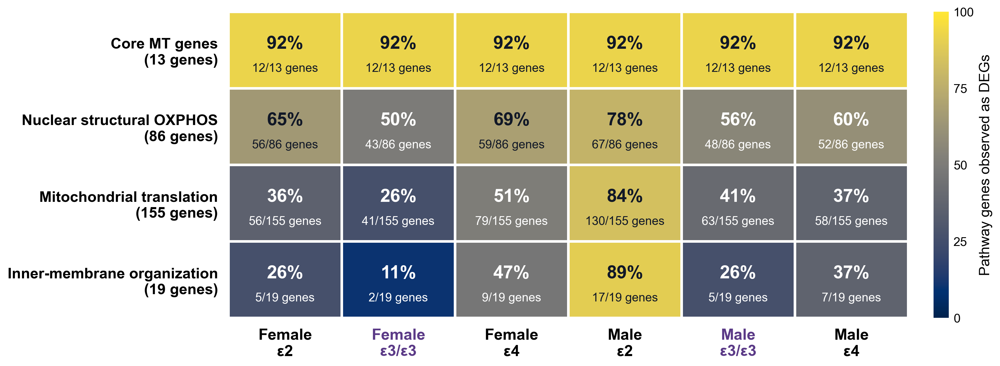 Core MT genes
(13 genes)
92%
12/13 genes
92%
12/13 genes
92%
12/13 genes
92%
12/13 genes
92%
12/13 genes
92%
12/13 genes
Nuclear structural OXPHOS
(86 genes)
65%
56/86 genes
50%
43/86 genes
69%
59/86 genes
78%
67/86 genes
56%
48/86 genes
60%
52/86 genes
Mitochondrial translation
(155 genes)
36%
56/155 genes
26%
41/155 genes
51%
79/155 genes
84%
130/155 genes
41%
63/155 genes
37%
58/155 genes
Inner-membrane organization
(19 genes)
26%
5/19 genes
11%
2/19 genes
47%
9/19 genes
89%
17/19 genes
26%
5/19 genes
37%
7/19 genes
Female
ε2
Female
ε3/ε3
Female
ε4
Male
ε2
Male
ε3/ε3
Male
ε4
100
75
50
25
0
Pathway genes observed as DEGs